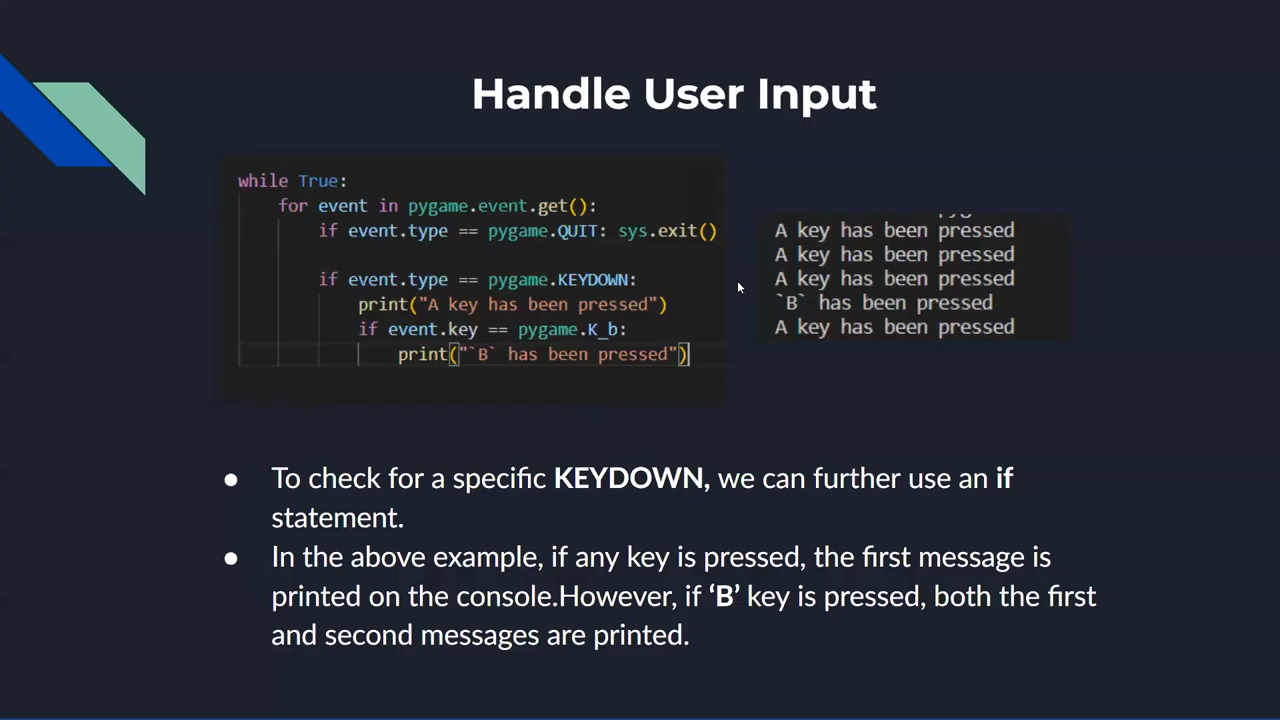 Handle User Input
while True:
for event in pygame.event.get():
if event.type == pygame.QUIT: sys.exit()
if event.type == pygame.KEYDOWN:
print("A key has been pressed")
if event.key == pygame.K_b:
print("`B` has been pressed")
A key has been pressed
A key has been pressed
A key has been pressed
`B` has been pressed
A key has been pressed
● To check for a specific KEYDOWN, we can further use an if
statement.
● In the above example, if any key is pressed, the first message is
printed on the console.However, if ‘B’ key is pressed, both the first
and second messages are printed.